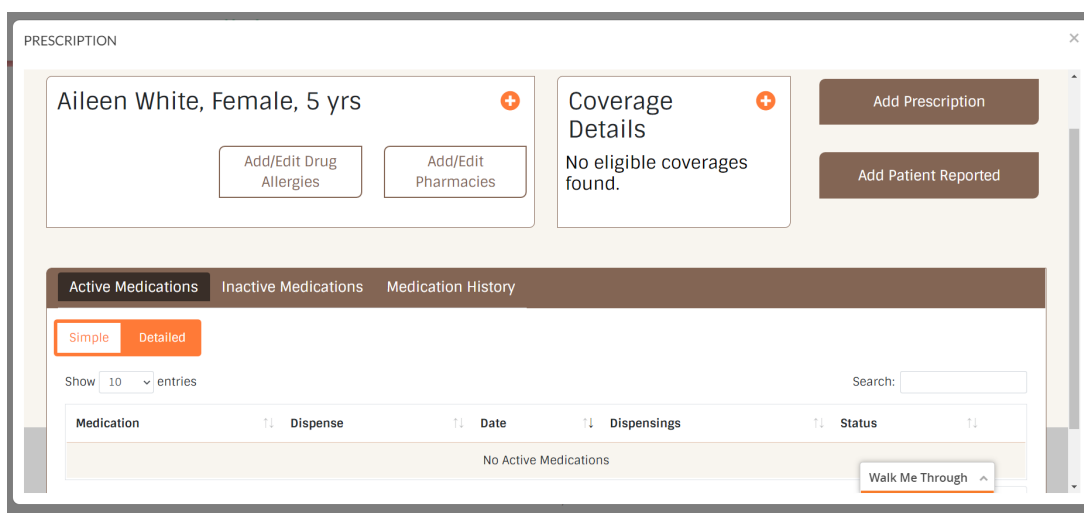 PRESCRIPTION
×
Aileen White, Female, 5 yrs
Add/Edit Drug
Allergies
Add/Edit
Pharmacies
Coverage
Details
No eligible coverages
found.
Add Prescription
Add Patient Reported
Active Medications Inactive Medications Medication History
Simple Detailed
Show 10 entries
Search:
Medication Dispense Date Dispensings Status
No Active Medications
Walk Me Through